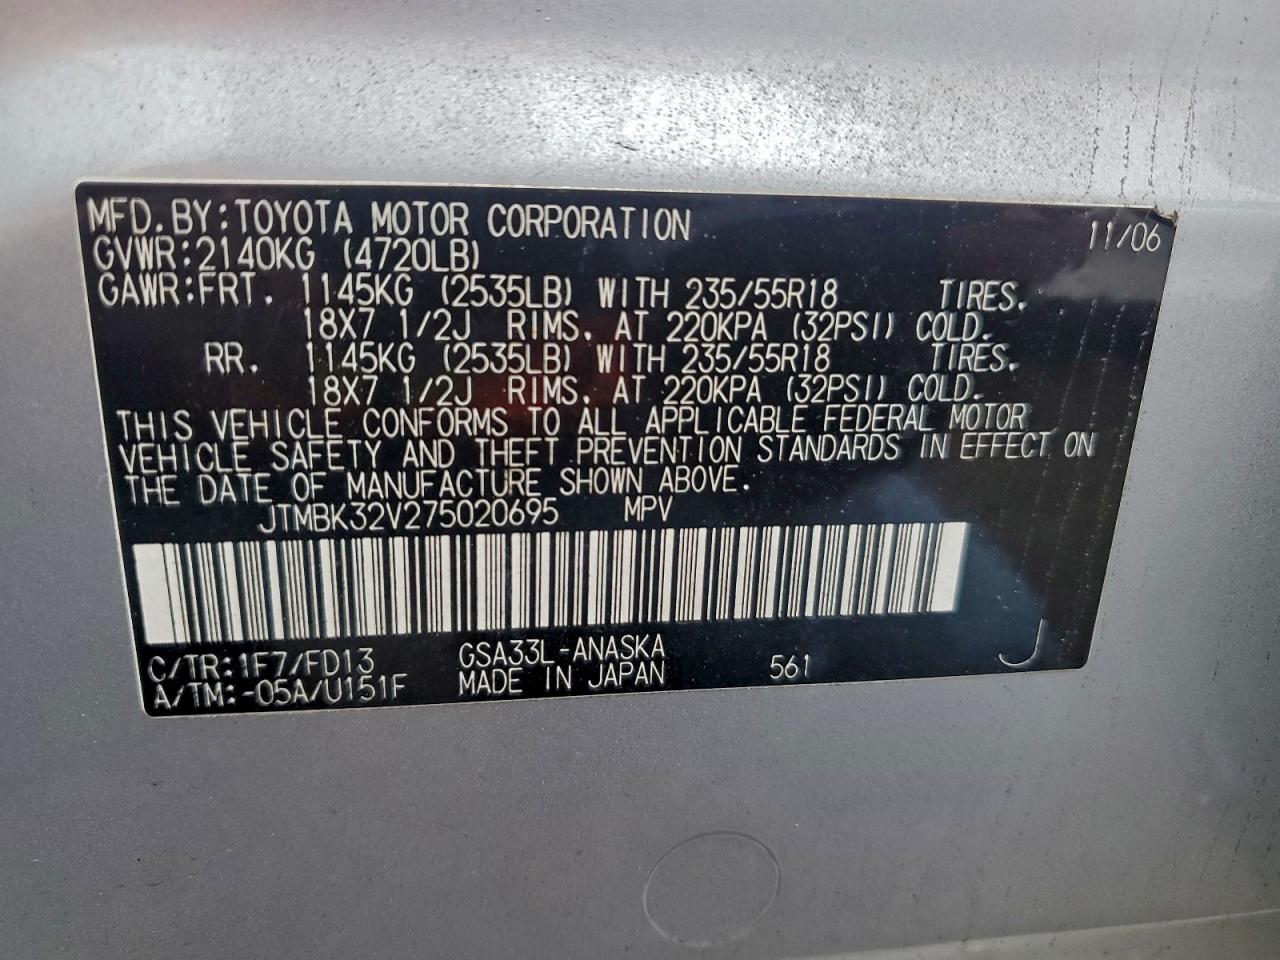 MFD. BY: TOYOTA MOTOR CORPORATION 11/06
GVWR: 2140KG (4720LB)
GAWR: FRT. 1145KG (2535LB) WITH 235/55R18 TIRES.
18X7 1/2J RIMS. AT 220KPA (32PSI) COLD.
RR. 1145KG (2535LB) WITH 235/55R18 TIRES.
18X7 1/2J RIMS. AT 220KPA (32PSI) COLD.
THIS VEHICLE CONFORMS TO ALL APPLICABLE FEDERAL MOTOR
VEHICLE SAFETY AND THEFT PREVENTION STANDARDS IN EFFECT ON
THE DATE OF MANUFACTURE SHOWN ABOVE.
JTMBK32V275020695 MPV
C/TR: 1F7/FD13 GSA33L-ANASKA 561 J
A/TM: -05A/U151F MADE IN JAPAN